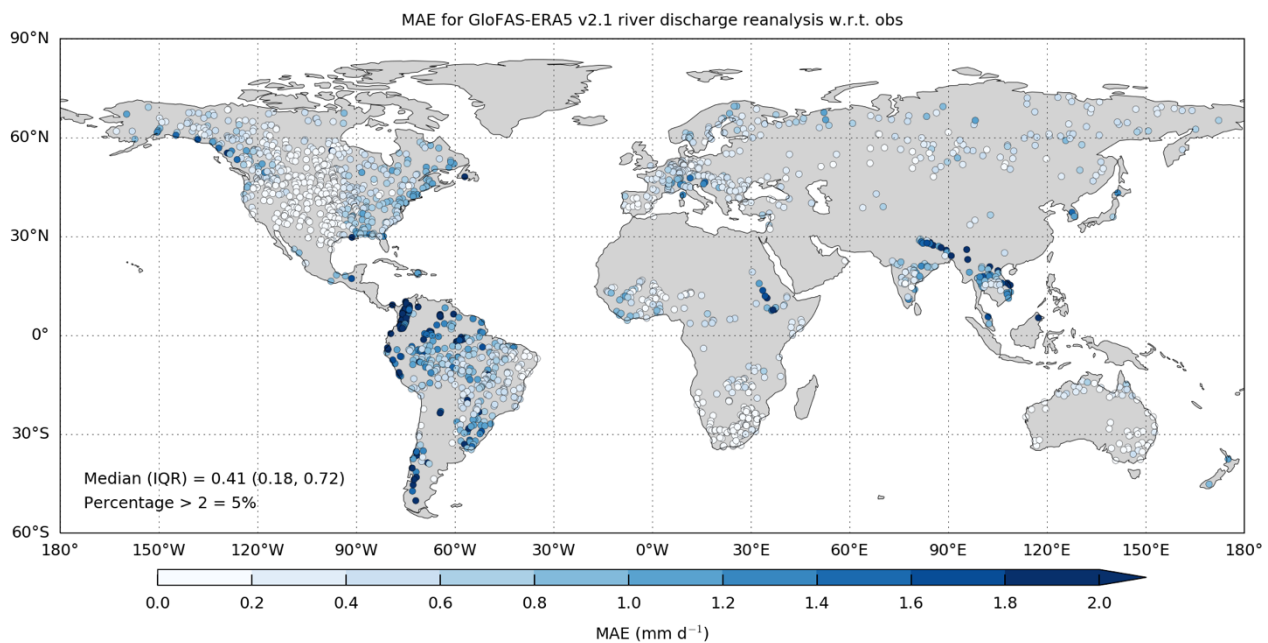 MAE for GloFAS-ERA5 v2.1 river discharge reanalysis w.r.t. obs
90°N
60°N
30°N
0°
30°S
Median (IQR) = 0.41 (0.18, 0.72)
Percentage > 2 = 5%
60°S
180° 150°W 120°W 90°W 60°W 30°W 0°W 30°E 60°E 90°E 120°E 150°E 180°
0.0 0.2 0.4 0.6 0.8 1.0 1.2 1.4 1.6 1.8 2.0
MAE (mm d⁻¹)